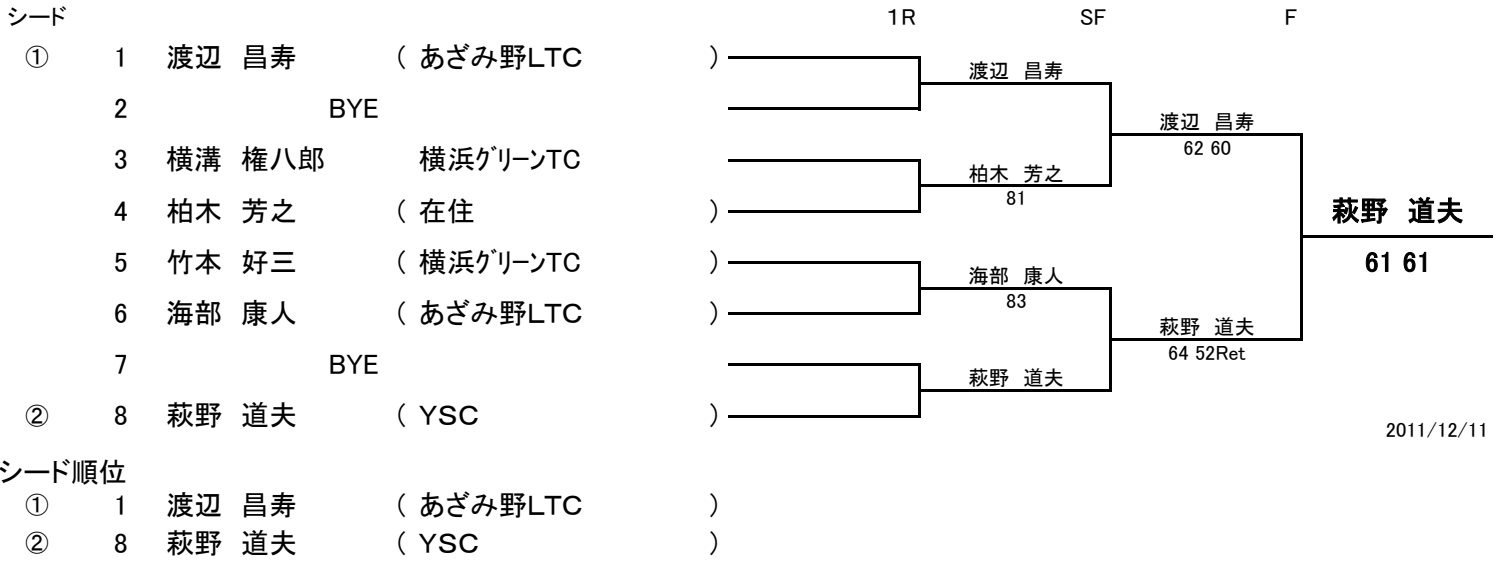 シード 1R SF F
① 1 渡辺 昌寿 ( あざみ野LTC )
渡辺 昌寿
2 BYE
渡辺 昌寿
62 60
3 横溝 権八郎 横浜グリーンTC
柏木 芳之
81
4 柏木 芳之 ( 在住 )
萩野 道夫
61 61
5 竹本 好三 ( 横浜グリーンTC )
海部 康人
83
6 海部 康人 ( あざみ野LTC )
萩野 道夫
64 52Ret
7 BYE
萩野 道夫
② 8 萩野 道夫 ( YSC )
2011/12/11
シード順位
① 1 渡辺 昌寿 ( あざみ野LTC )
② 8 萩野 道夫 ( YSC )